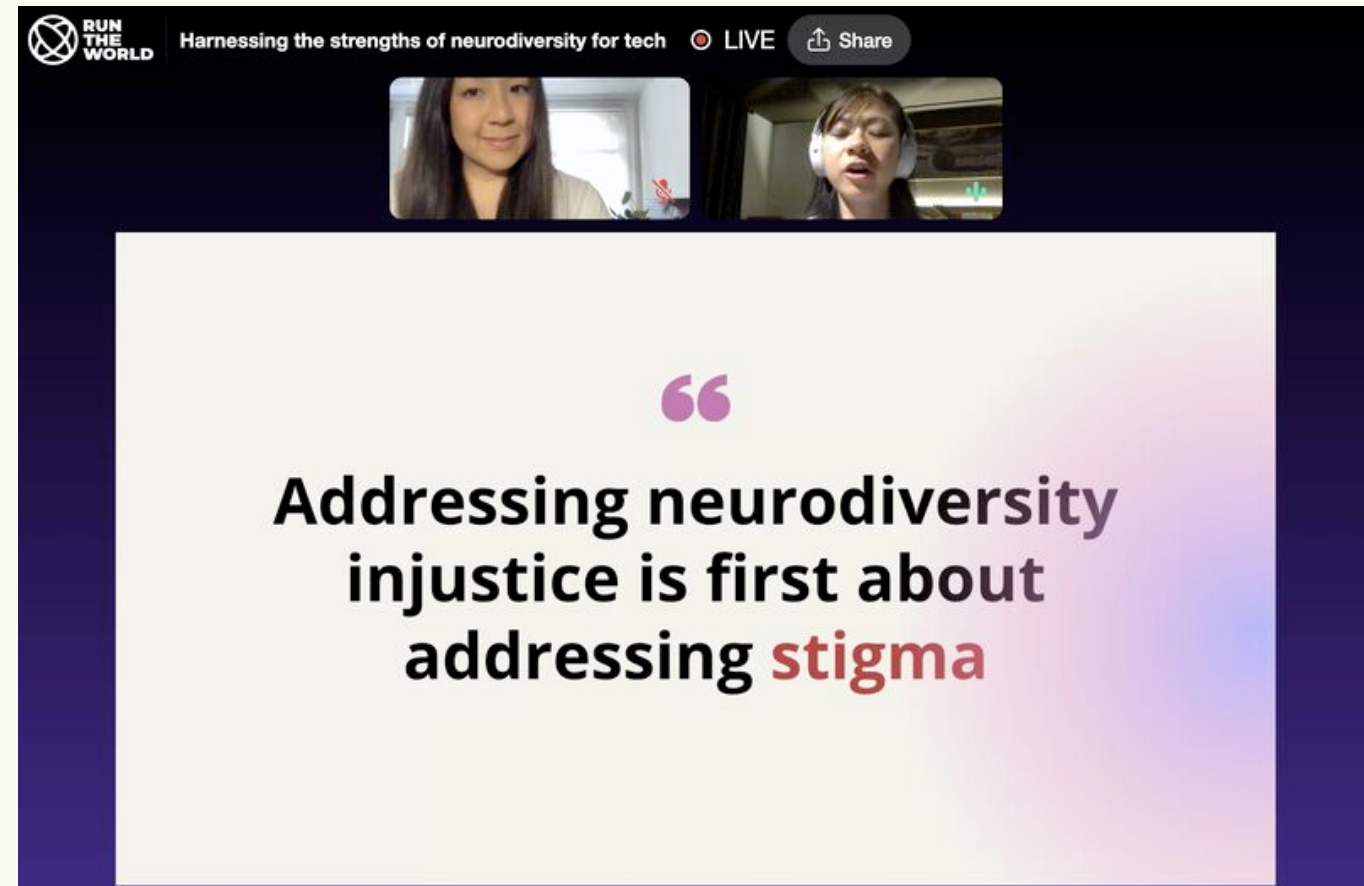 RUN
THE
WORLD
Harnessing the strengths of neurodiversity for tech
LIVE
Share
“
Addressing neurodiversity
injustice is first about
addressing stigma